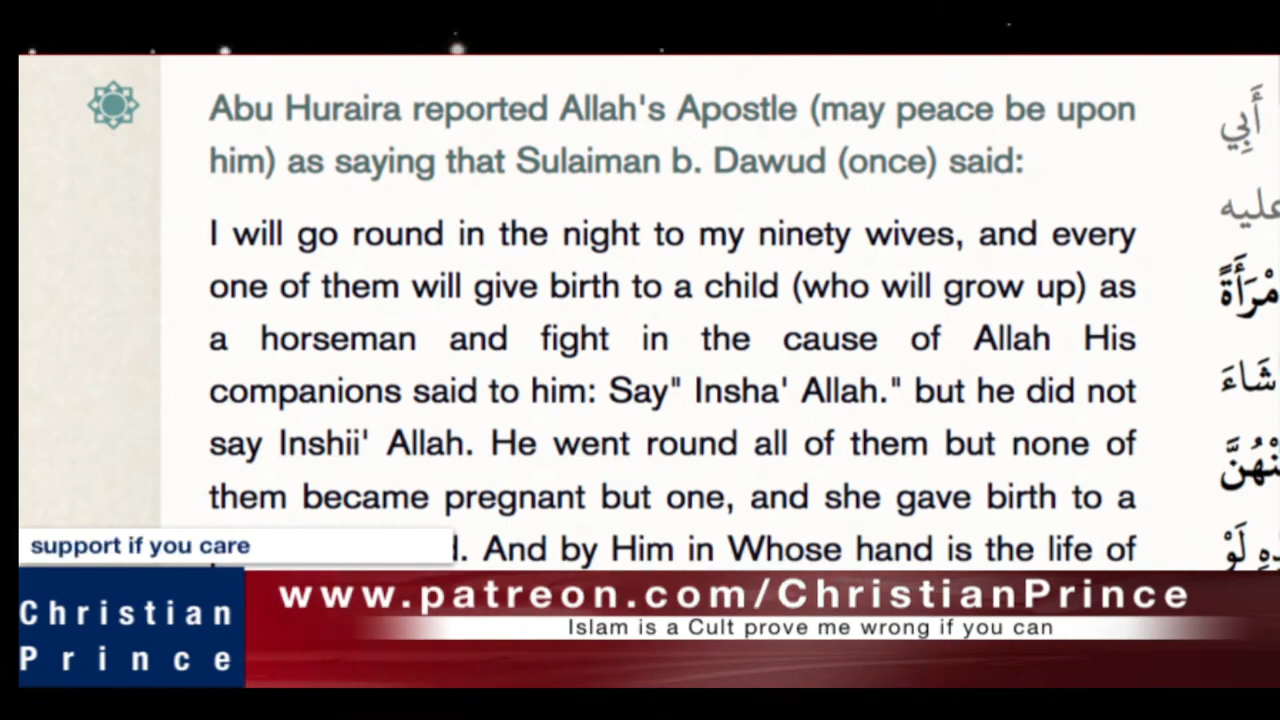 Abu Huraira reported Allah's Apostle (may peace be upon
him) as saying that Sulaiman b. Dawud (once) said:
I will go round in the night to my ninety wives, and every
one of them will give birth to a child (who will grow up) as
a horseman and fight in the cause of Allah His
companions said to him: Say" Insha' Allah." but he did not
say Inshii' Allah. He went round all of them but none of
them became pregnant but one, and she gave birth to a
. And by Him in Whose hand is the life of
أَبِي
عليه
شَاءَ
لَوْ
support if you care
Christian
Prince
www.patreon.com/ChristianPrince
Islam is a Cult prove me wrong if you can